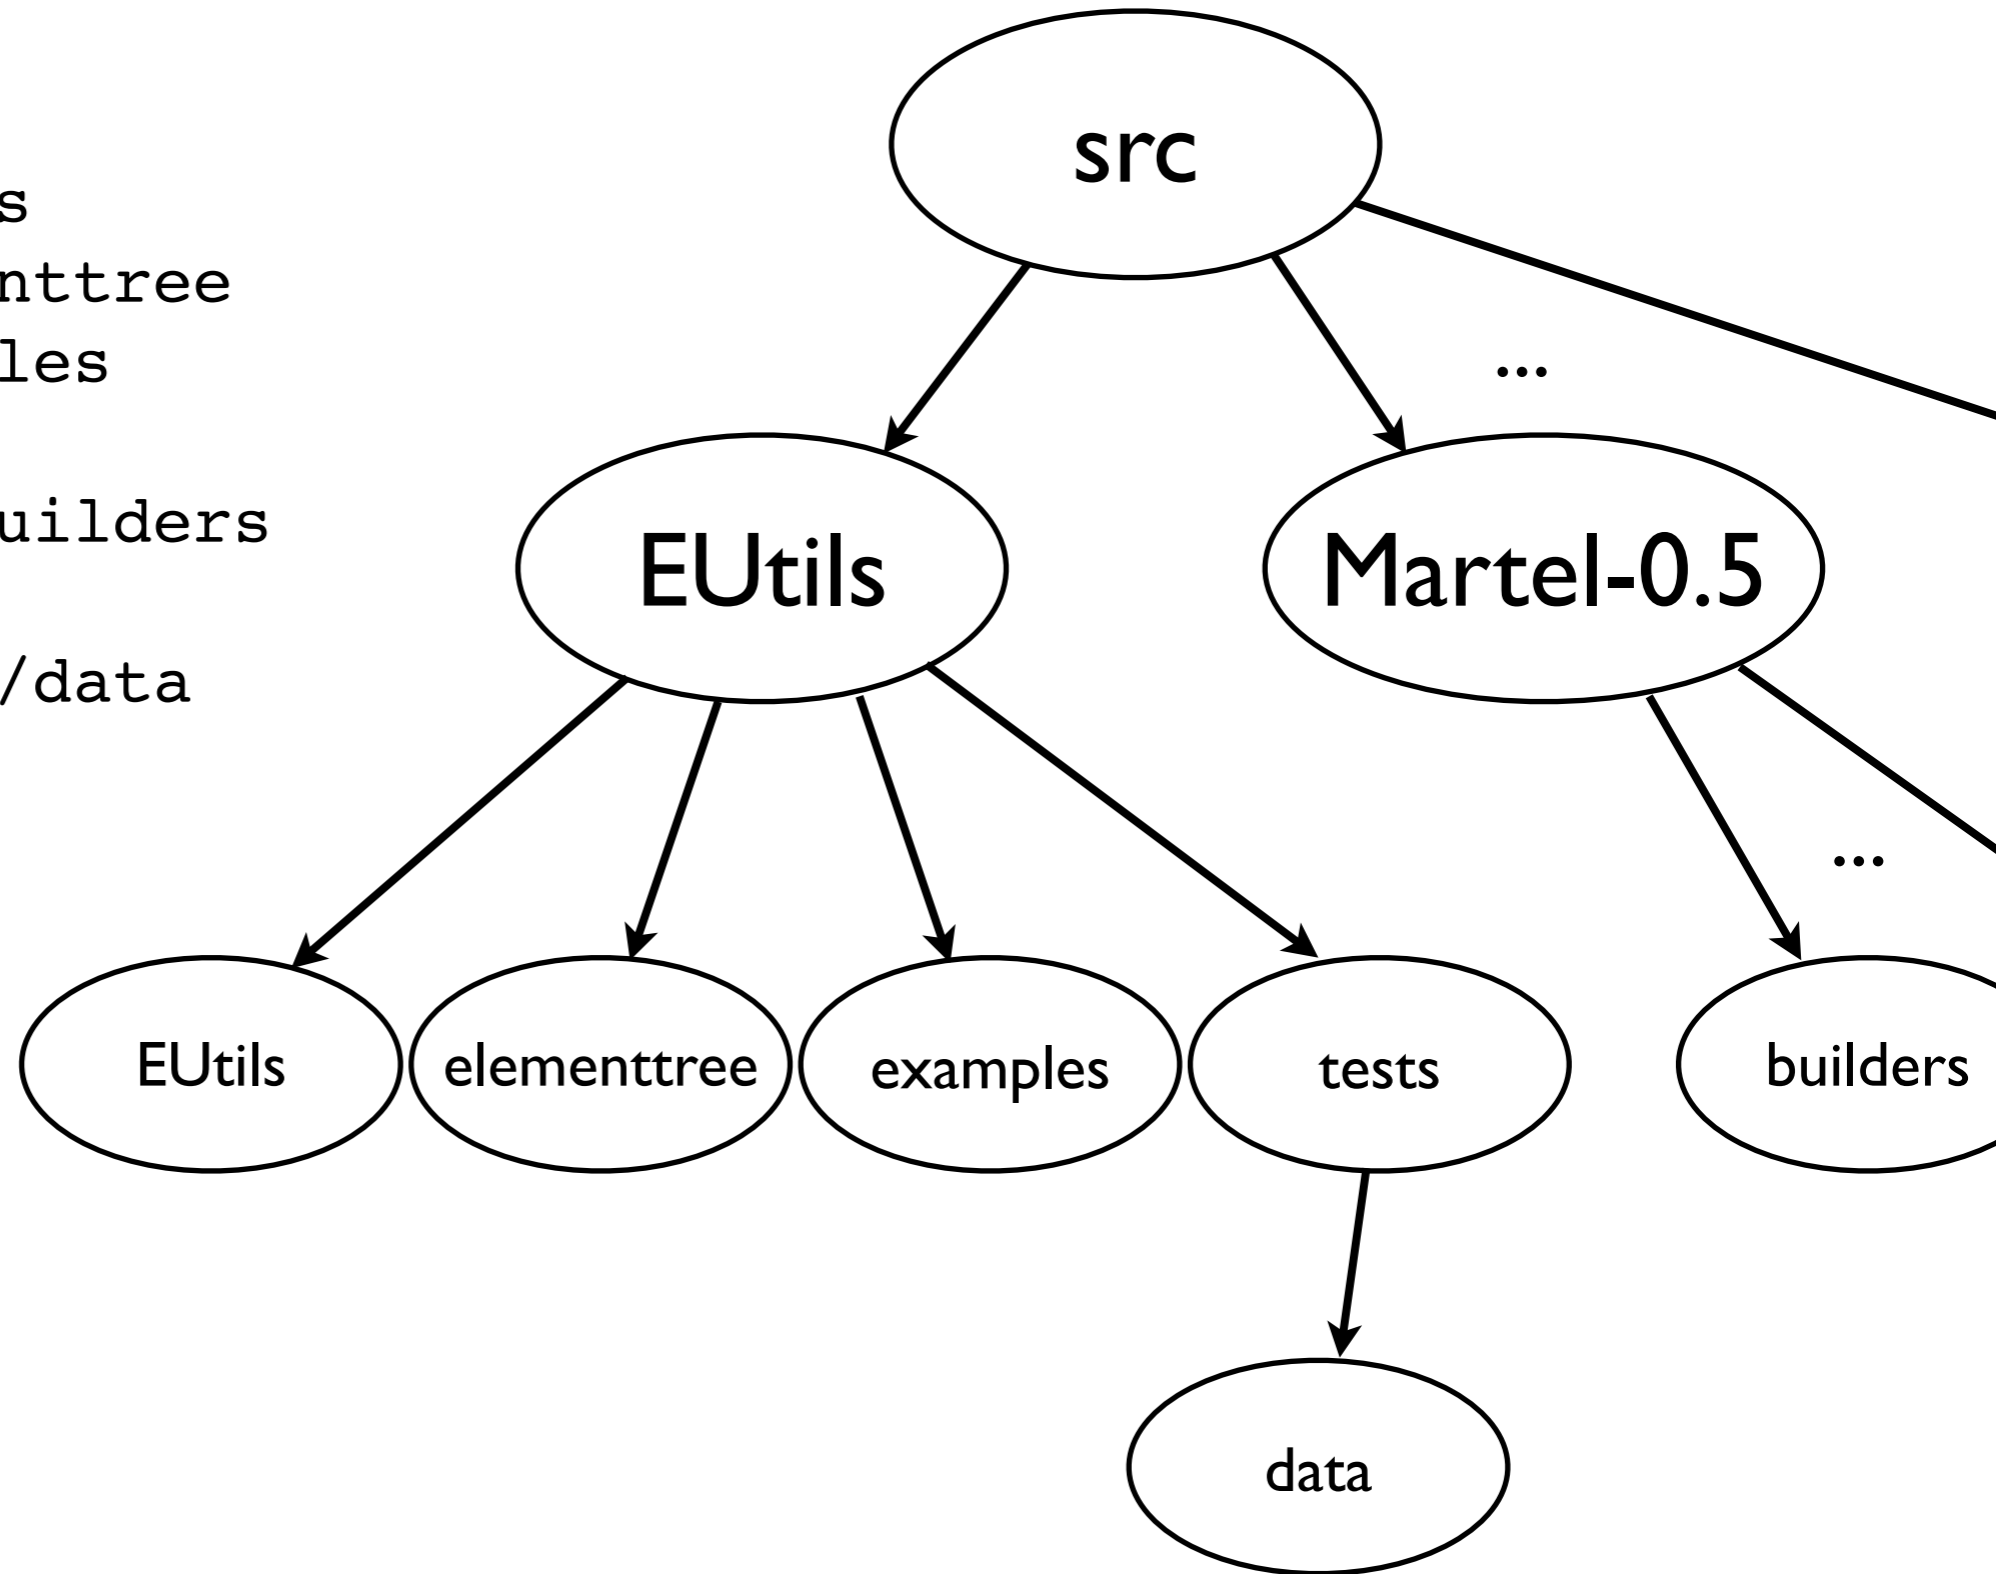 s
nttree
les
uilders
/data
src
...
EUtils
Martel-0.5
...
EUtils
elementtree
examples
tests
builders
data